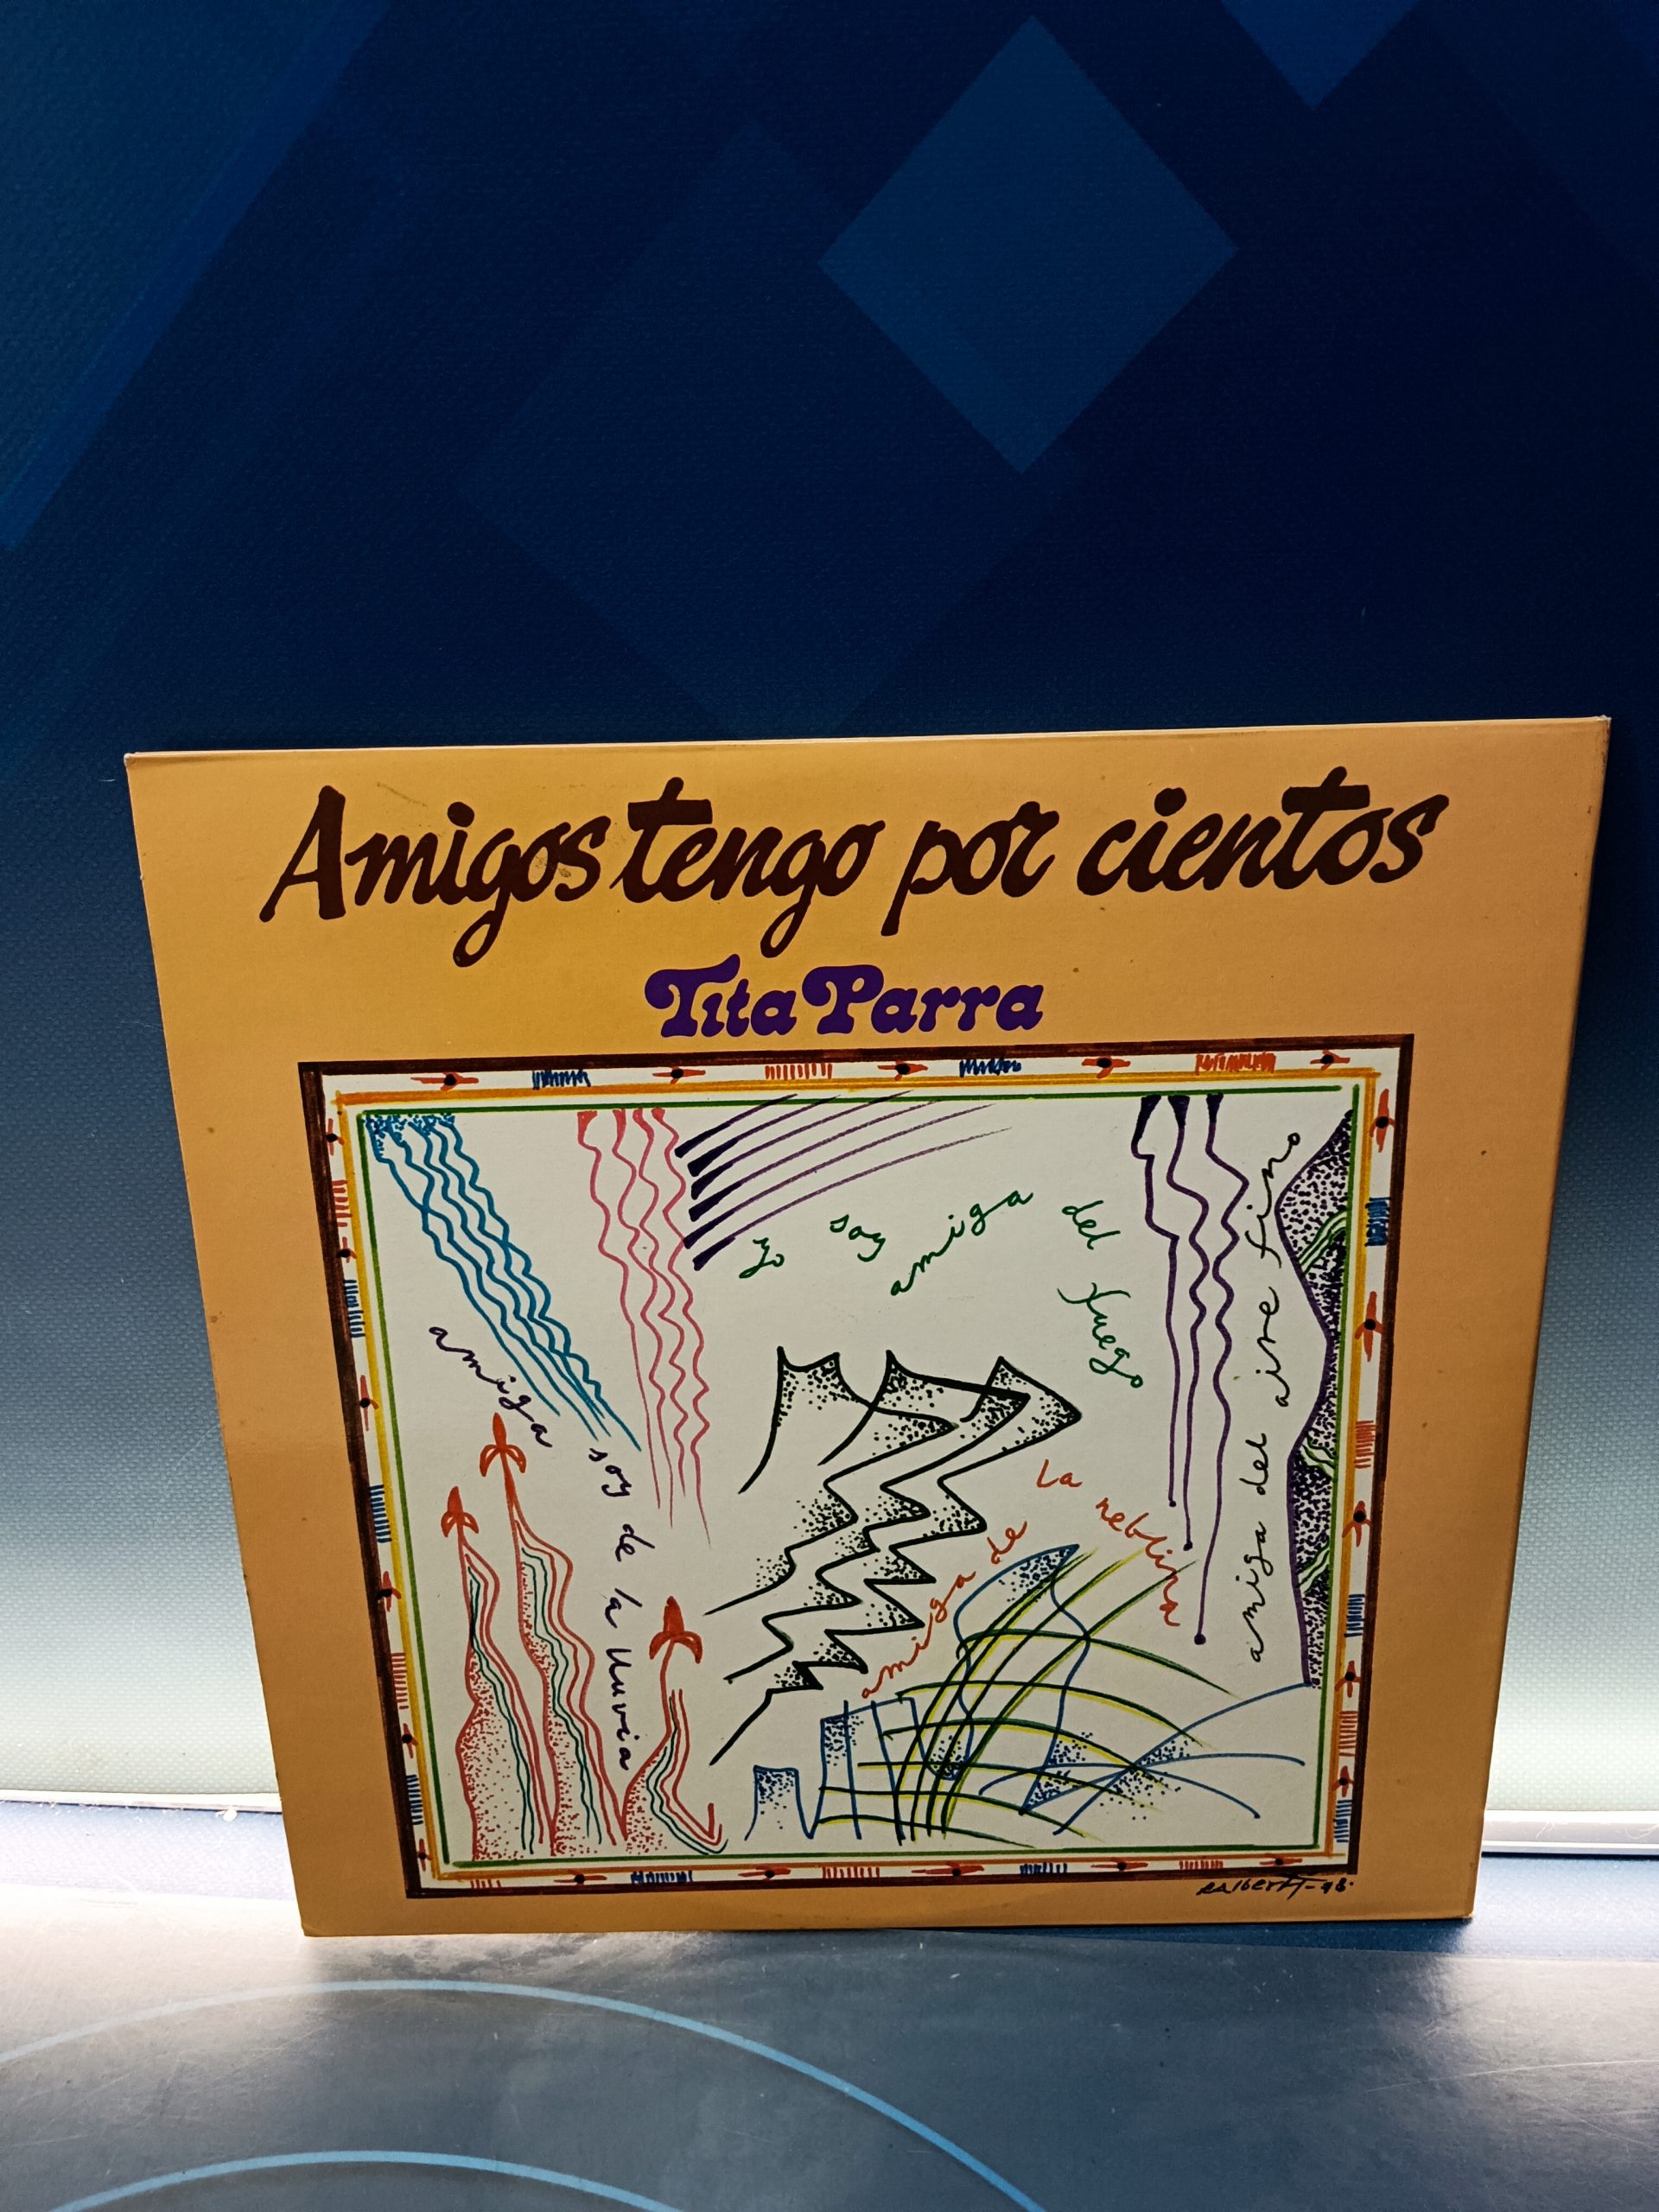 Amigos tengo por cientos
Tita Parra
yo soy amiga del fuego
amiga soy de la lluvia
amiga de la neblina
amiga del aire fino